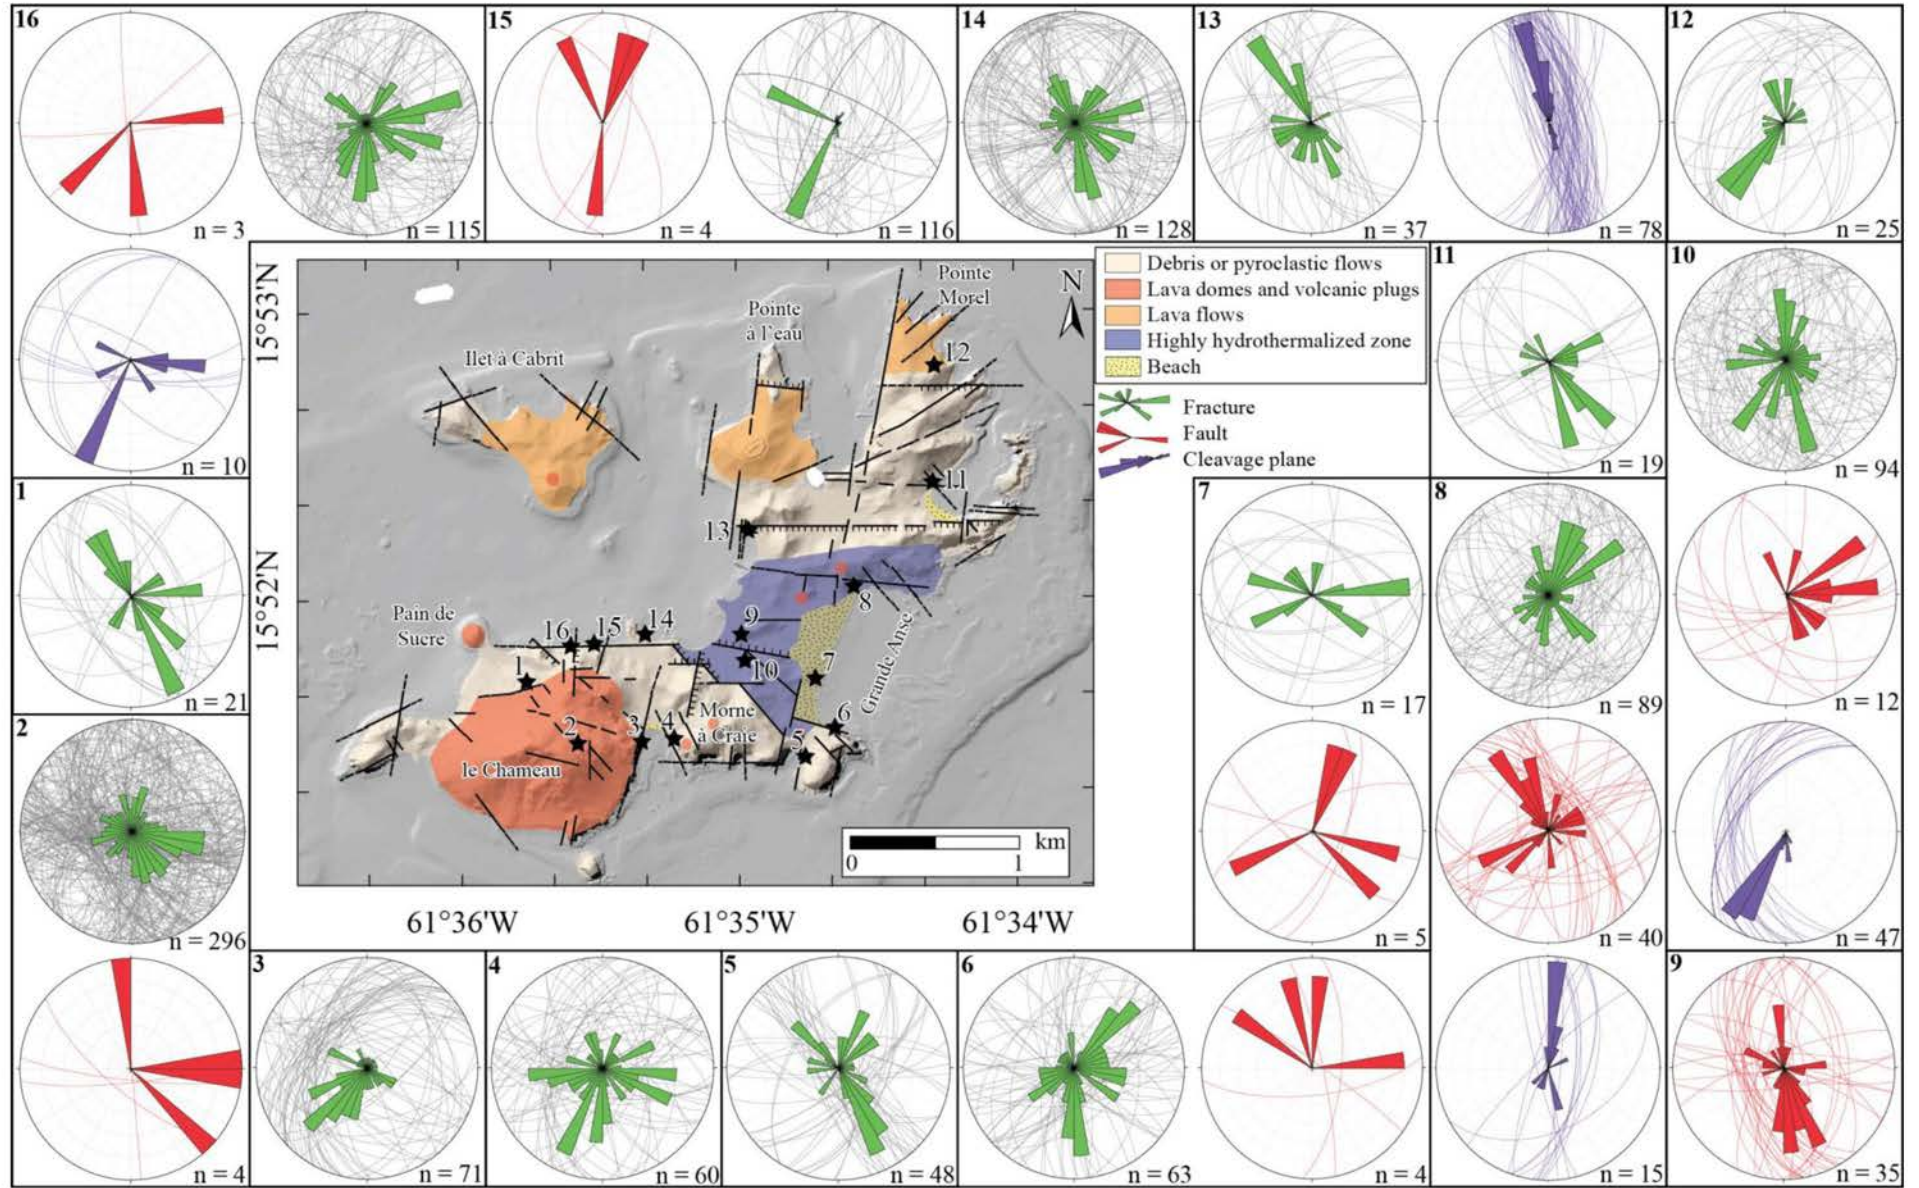 16
15
14
13
12
n = 3
n = 115
n = 4
n = 116
n = 128
n = 37
n = 78
n = 25
n = 10
11
10
n = 19
n = 94
Debris or pyroclastic flows
Lava domes and volcanic plugs
Lava flows
Highly hydrothermalized zone
Beach
Fracture
Fault
Cleavage plane
N
Pointe
Morel
Pointe
à l'eau
Ilet à Cabrit
12
11
13
15°53'N
15°52'N
Pain de
Sucre
8
9
10
14
15
16
7
1
Grande Anse
6
5
Morne
à Craie
4
3
2
le Chameau
km
0
1
61°36'W
61°35'W
61°34'W
1
n = 21
2
n = 296
n = 4
7
n = 17
8
n = 89
n = 12
n = 5
n = 40
n = 47
3
n = 71
4
n = 60
5
n = 48
6
n = 63
n = 4
n = 15
9
n = 35